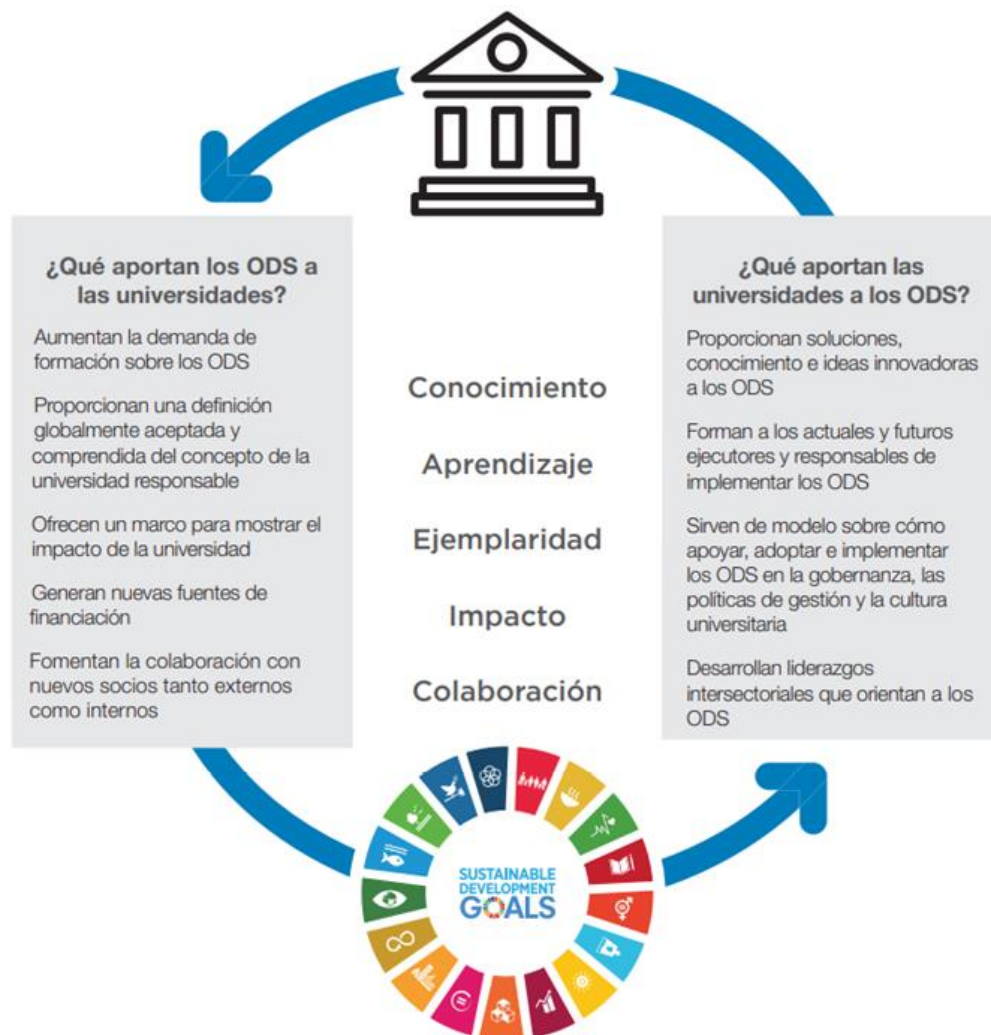 ¿Qué aportan los ODS a
las universidades?
Aumentan la demanda de
formación sobre los ODS
Proporcionan una definición
globalmente aceptada y
comprendida del concepto de la
universidad responsable
Ofrecen un marco para mostrar el
impacto de la universidad
Generan nuevas fuentes de
financiación
Fomentan la colaboración con
nuevos socios tanto externos
como internos
Conocimiento
Aprendizaje
Ejemplaridad
Impacto
Colaboración
¿Qué aportan las
universidades a los ODS?
Proporcionan soluciones,
conocimiento e ideas innovadoras
a los ODS
Forman a los actuales y futuros
ejecutores y responsables de
implementar los ODS
Sirven de modelo sobre cómo
apoyar, adoptar e implementar
los ODS en la gobernanza, las
políticas de gestión y la cultura
universitaria
Desarrollan liderazgos
intersectoriales que orientan a los
ODS
SUSTAINABLE
DEVELOPMENT
GOALS